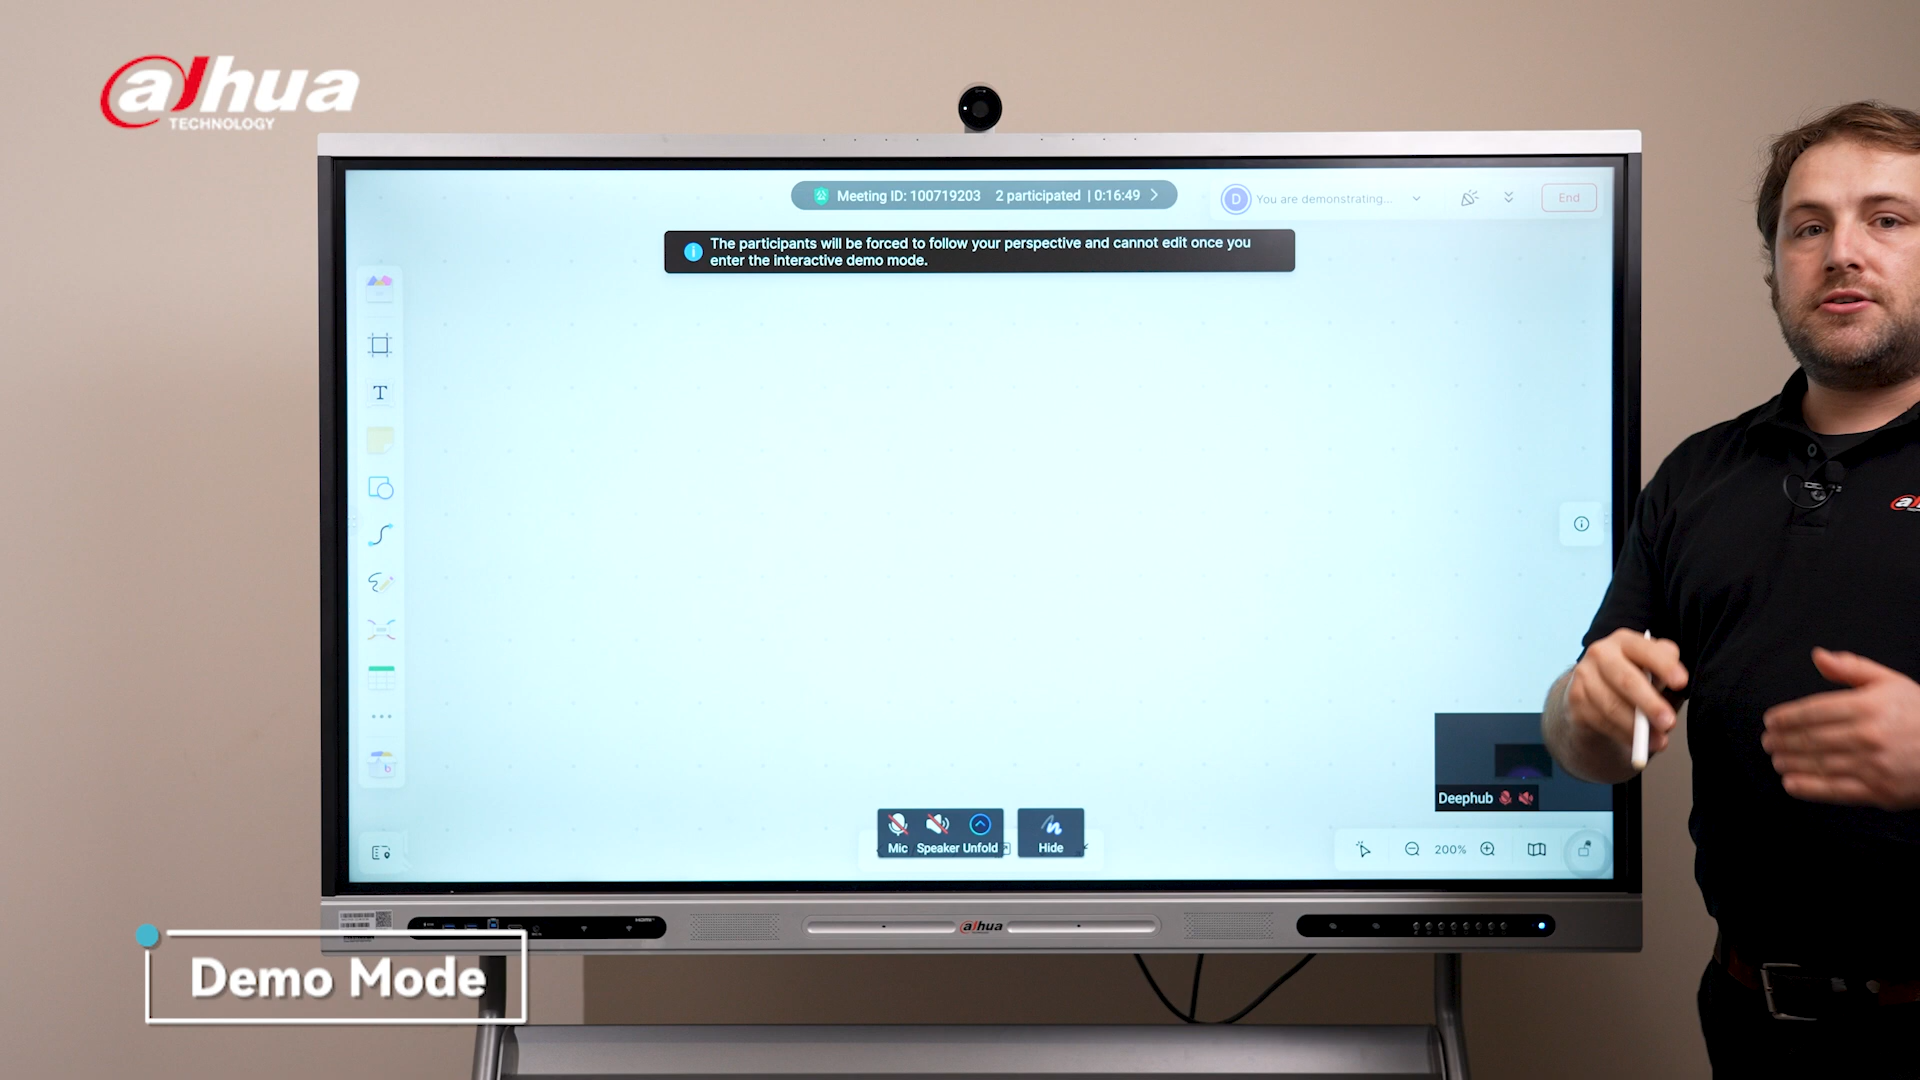 alhua
TECHNOLOGY
Meeting ID: 100719203 2 participated | 0:16:49
D You are demonstrating...
End
The participants will be forced to follow your perspective and cannot edit once you
enter the interactive demo mode.
T
Deephub
Mic Speaker Unfold
Hide
200%
alhua
Demo Mode